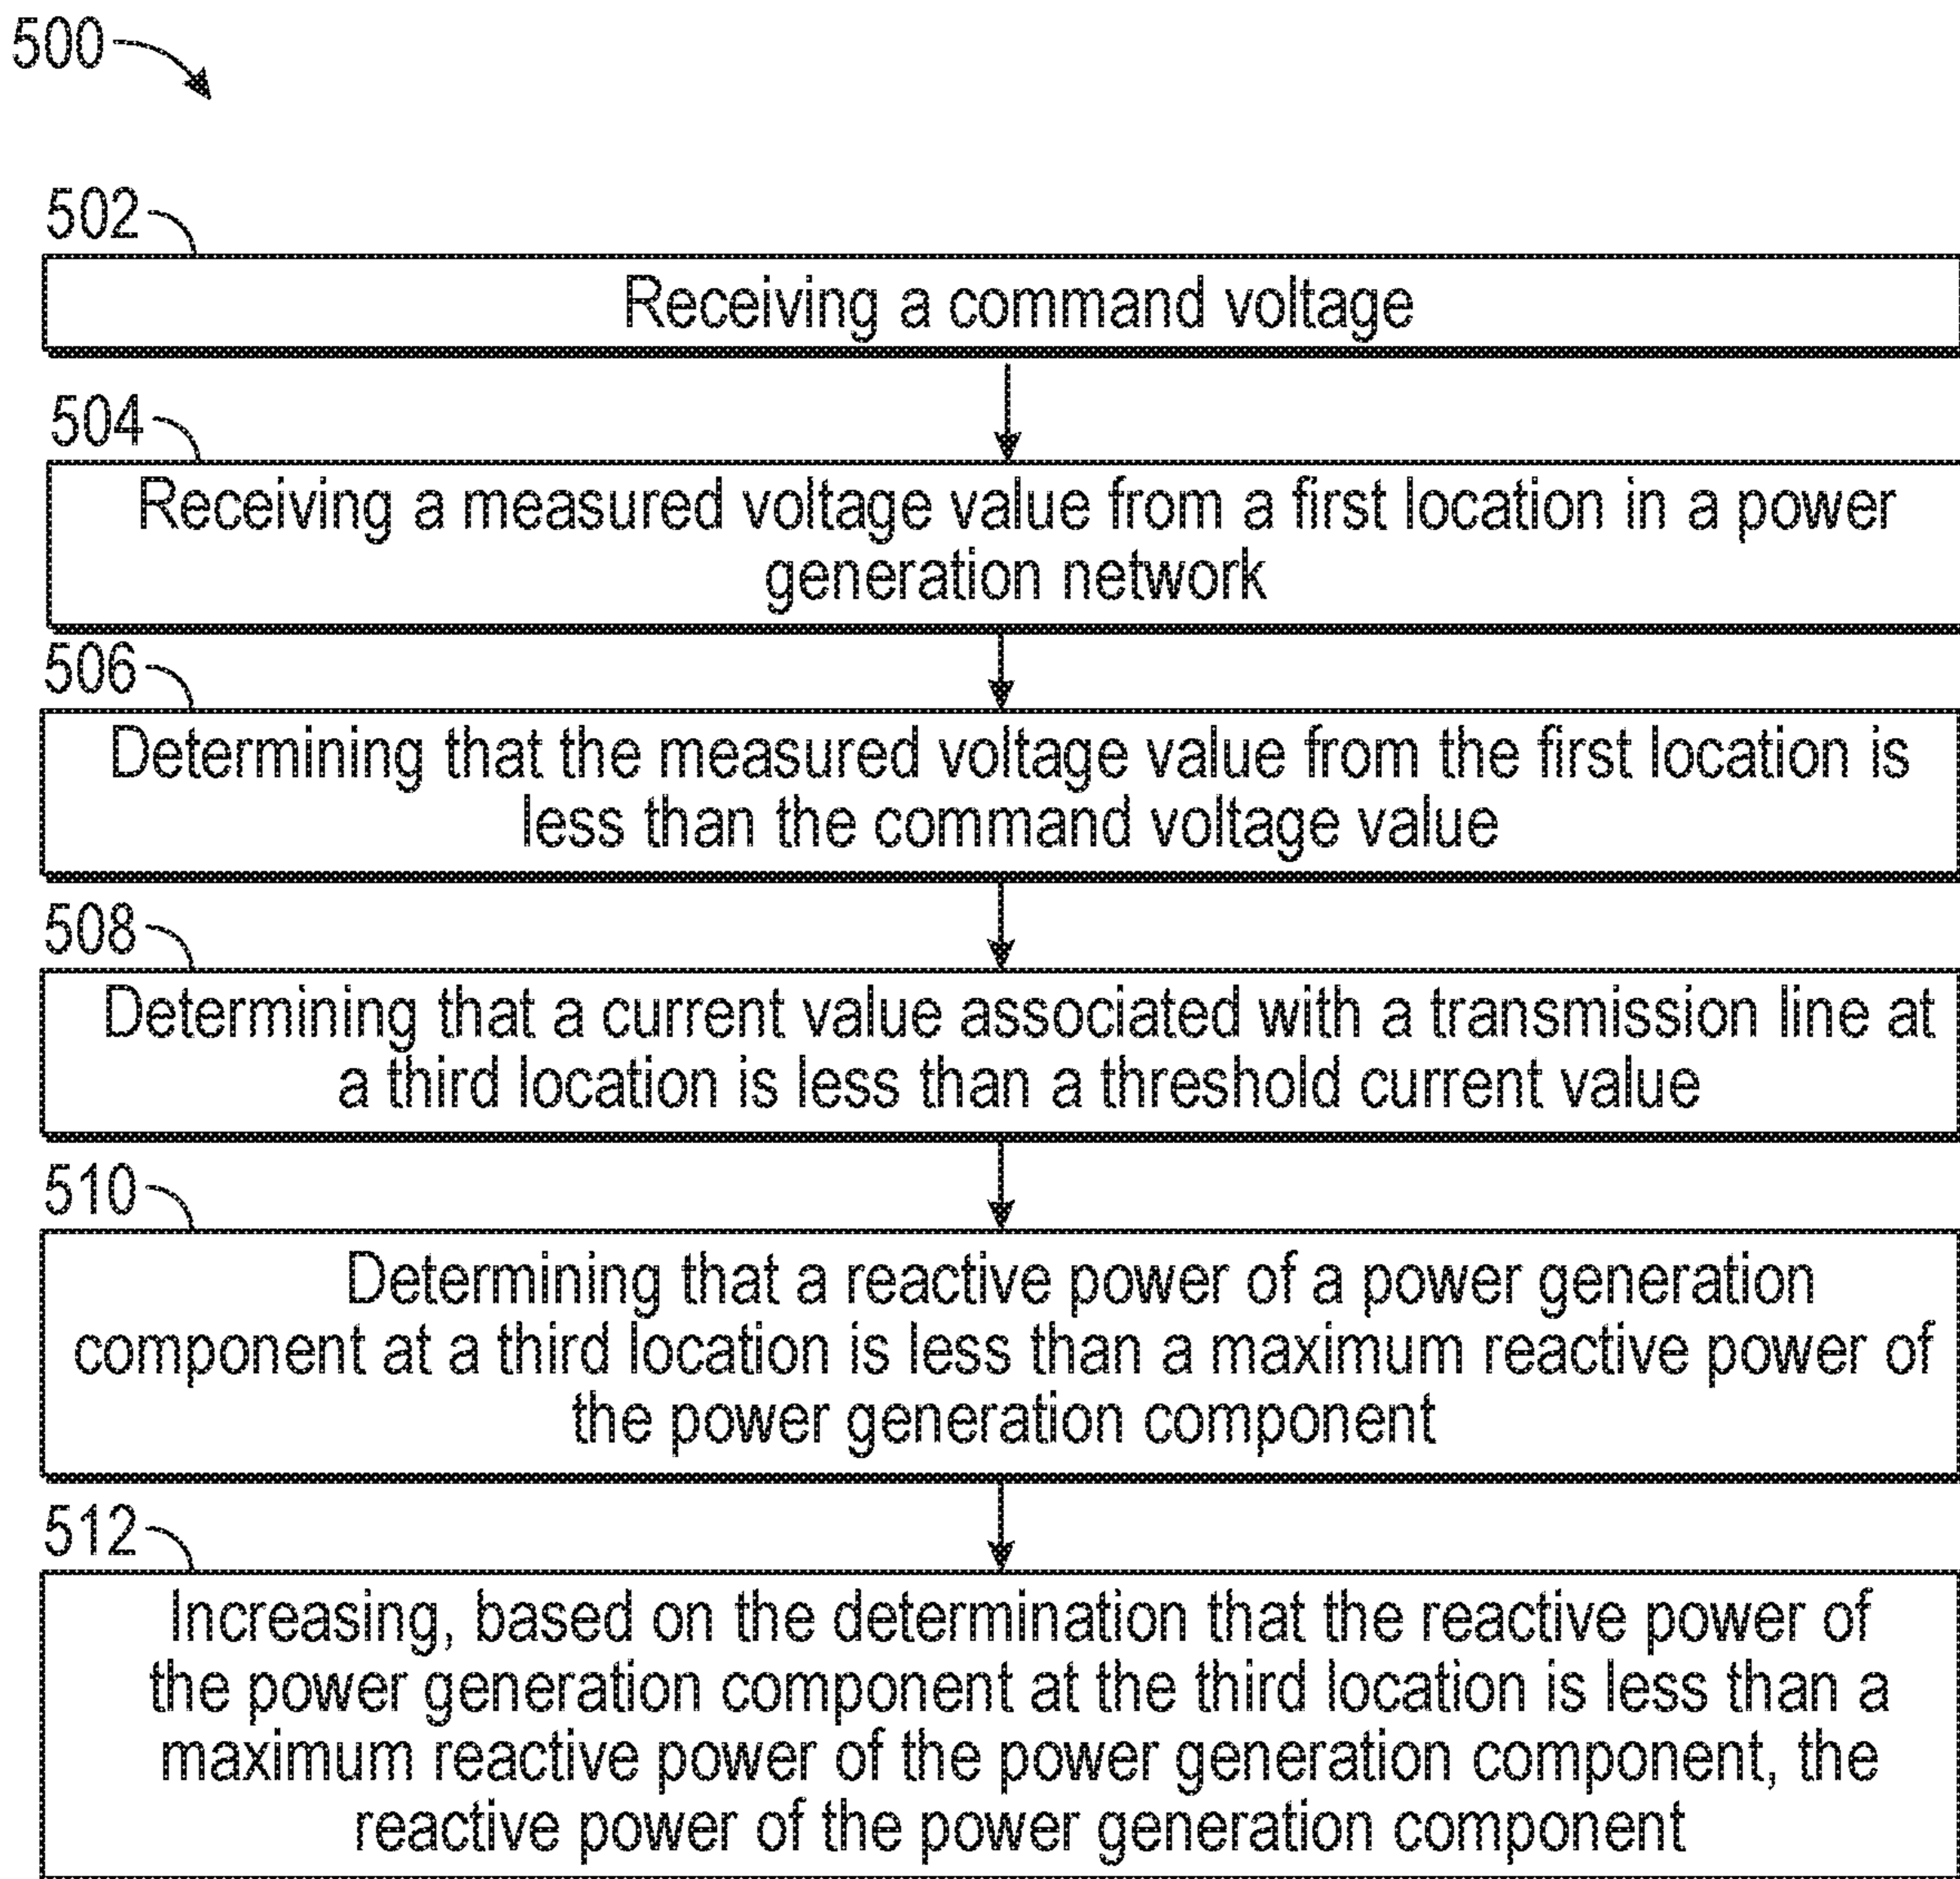 500
502
Receiving a command voltage
504
Receiving a measured voltage value from a first location in a power
generation network
506
Determining that the measured voltage value from the first location is
less than the command voltage value
508
Determining that a current value associated with a transmission line at
a third location is less than a threshold current value
510
Determining that a reactive power of a power generation
component at a third location is less than a maximum reactive power of
the power generation component
512
Increasing, based on the determination that the reactive power of
the power generation component at the third location is less than a
maximum reactive power of the power generation component, the
reactive power of the power generation component